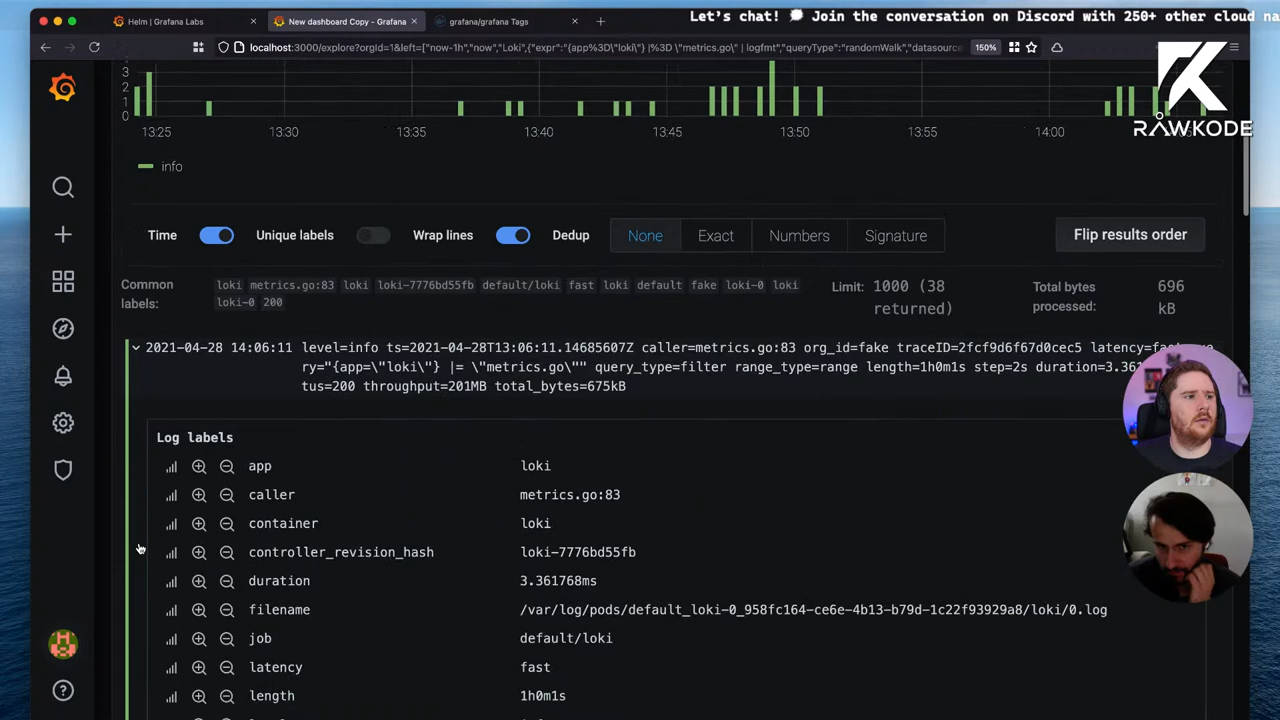 Let's chat! Join the conversation on Discord with 250+ other cloud na
Helm | Grafana Labs
New dashboard Copy - Grafana
grafana/grafana Tags
localhost:3000/explore?orgId=1&left=["now-1h","now","Loki",{"expr":"{app%3D\"loki\"} |%3D \"metrics.go\" | logfmt","queryType":"randomWalk","datasourc
150%
RAWKODE
3
2
1
0
13:25 13:30 13:35 13:40 13:45 13:50 13:55 14:00
info
Time Unique labels Wrap lines Dedup None Exact Numbers Signature Flip results order
Common labels: loki metrics.go:83 loki loki-7776bd55fb default/loki fast loki default fake loki-0 loki
loki-0 200
Limit: 1000 (38 returned)
Total bytes processed: 696 kB
2021-04-28 14:06:11 level=info ts=2021-04-28T13:06:11.14685607Z caller=metrics.go:83 org_id=fake traceID=2fcf9d6f67d0cec5
ry="{app=\"loki\"} |= \"metrics.go\"" query_type=filter range_type=range length=1h0m1s step=2s
tus=200 throughput=201MB total_bytes=675kB
Log labels
app loki
caller metrics.go:83
container loki
controller_revision_hash loki-7776bd55fb
duration 3.361768ms
filename /var/log/pods/default_loki-0_958fc164-ce6e-4b13-b79d-1c22f93929a8/loki/0.log
job default/loki
latency fast
length 1h0m1s